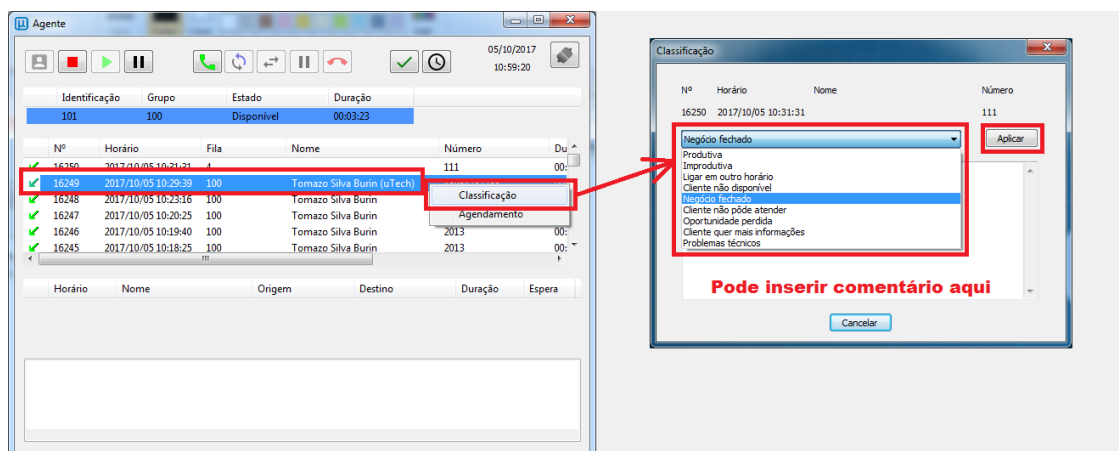 Agente
05/10/2017
10:59:20
Identificação Grupo Estado Duração
101 100 Disponível 00:03:23
Nº Horário Fila Nome Número Du
16250 2017/10/05 10:31:31 4 111 00:
16249 2017/10/05 10:29:39 100 Tomazo Silva Burin (uTech)
16248 2017/10/05 10:23:16 100 Tomazo Silva Burin
16247 2017/10/05 10:20:25 100 Tomazo Silva Burin
16246 2017/10/05 10:19:40 100 Tomazo Silva Burin 2013 00:
16245 2017/10/05 10:18:25 100 Tomazo Silva Burin 2013 00:
Classificação
Agendamento
Horário Nome Origem Destino Duração Espera
Classificação
Nº Horário Nome Número
16250 2017/10/05 10:31:31 111
Negócio fechado
Aplicar
Produtiva
Improdutiva
Ligar em outro horário
Cliente não disponível
Negócio fechado
Cliente não pôde atender
Oportunidade perdida
Cliente quer mais informações
Problemas técnicos
Pode inserir comentário aqui
Cancelar